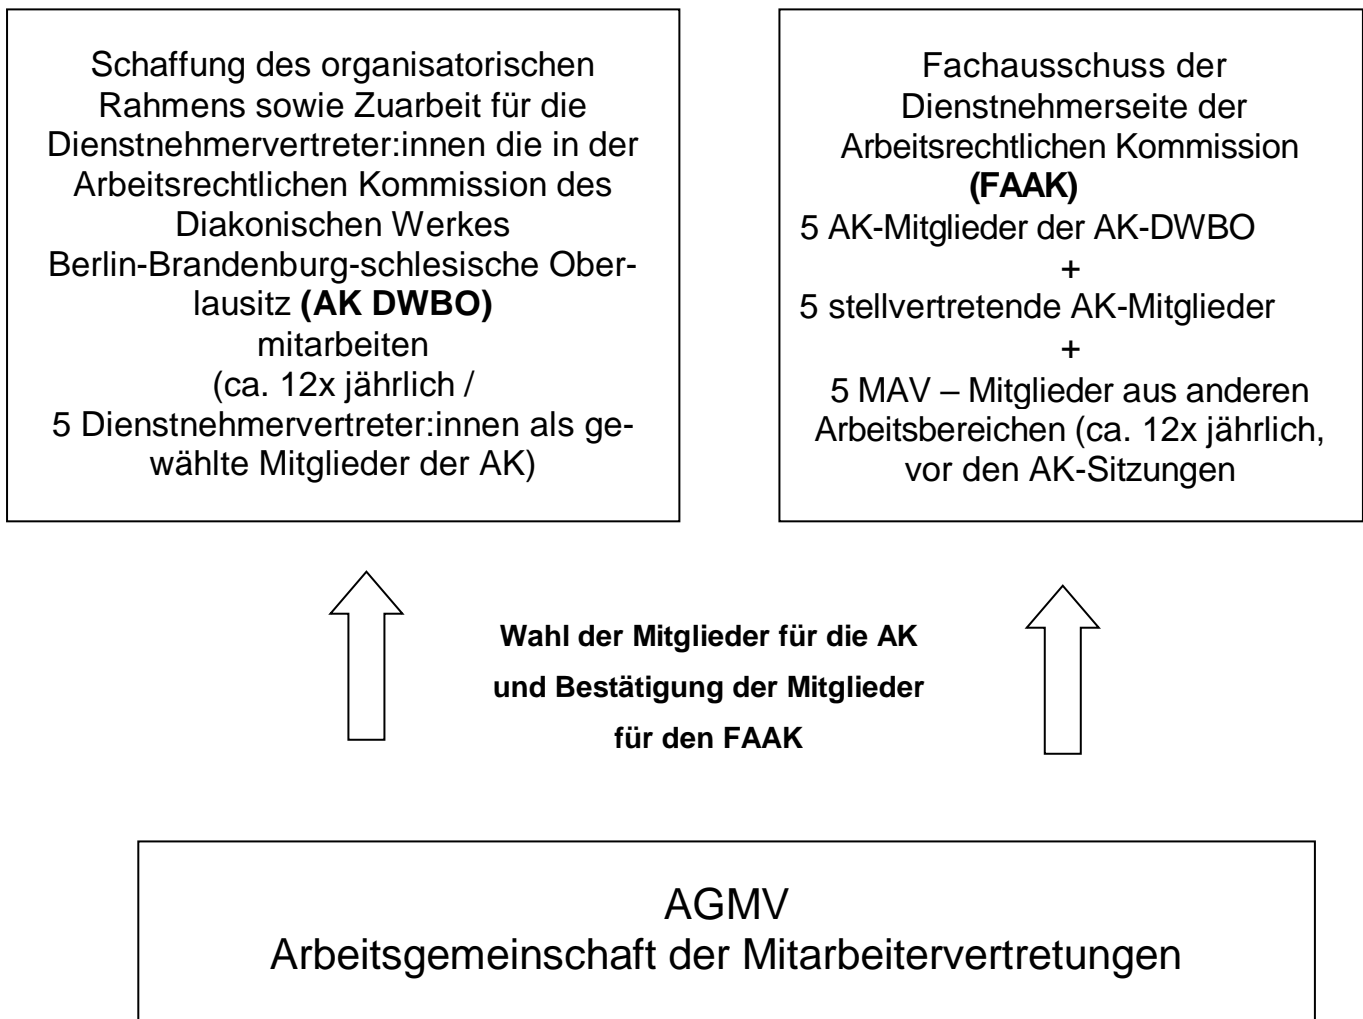 Schaffung des organisatorischen
Rahmens sowie Zuarbeit für die
Dienstnehmervertreter:innen die in der
Arbeitsrechtlichen Kommission des
Diakonischen Werkes
Berlin-Brandenburg-schlesische Ober-
lausitz (AK DWBO)
mitarbeiten
(ca. 12x jährlich /
5 Dienstnehmervertreter:innen als ge-
wählte Mitglieder der AK)
Fachausschuss der
Dienstnehmerseite der
Arbeitsrechtlichen Kommission
(FAAK)
5 AK-Mitglieder der AK-DWBO
+
5 stellvertretende AK-Mitglieder
+
5 MAV – Mitglieder aus anderen
Arbeitsbereichen (ca. 12x jährlich,
vor den AK-Sitzungen
Wahl der Mitglieder für die AK
und Bestätigung der Mitglieder
für den FAAK
AGMV
Arbeitsgemeinschaft der Mitarbeitervertretungen